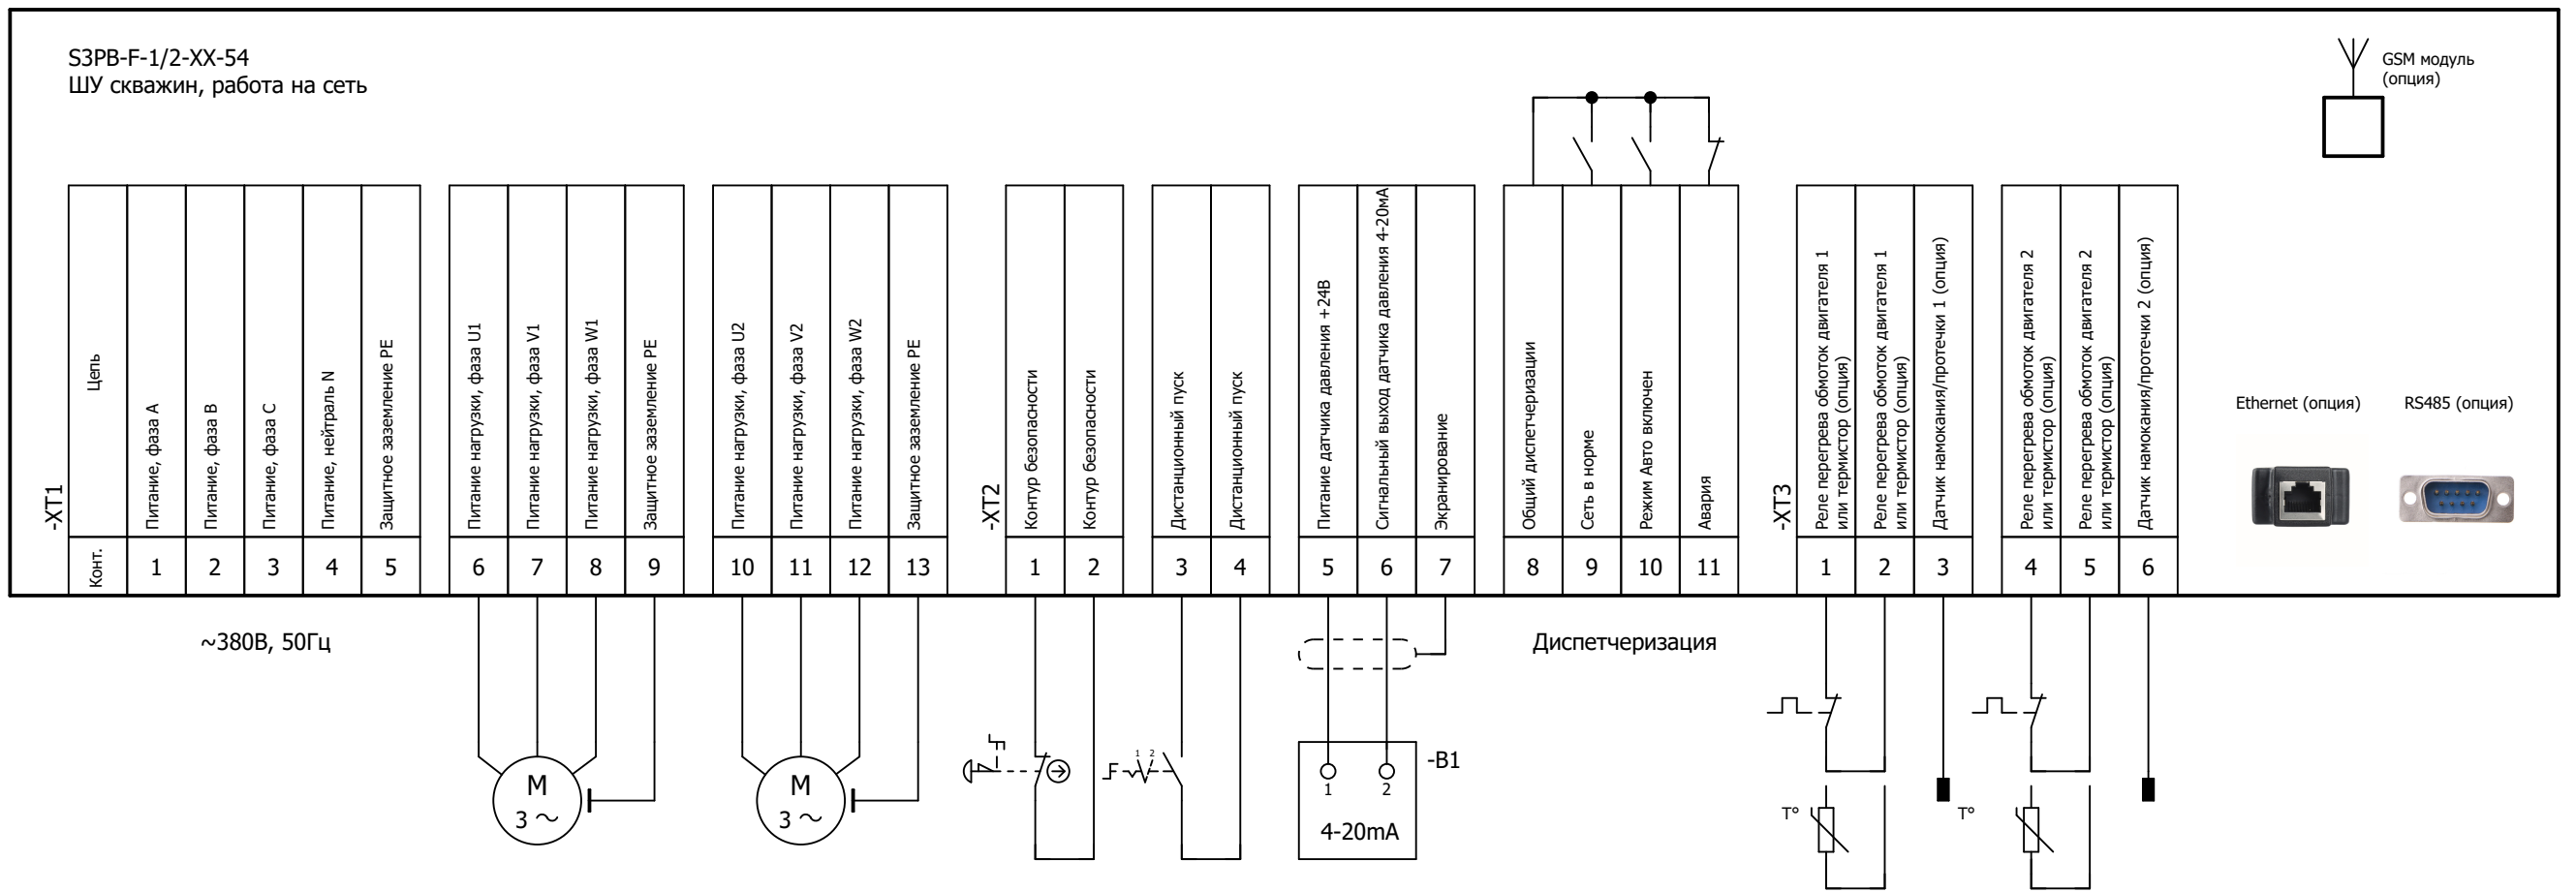 S3PB-F-1/2-XX-54
ШУ скважин, работа на сеть
GSM модуль
(опция)
-XT1
Цепь
Питание, фаза A
Питание, фаза B
Питание, фаза C
Питание, нейтраль N
Защитное заземление PE
Питание нагрузки, фаза U1
Питание нагрузки, фаза V1
Питание нагрузки, фаза W1
Защитное заземление PE
Питание нагрузки, фаза U2
Питание нагрузки, фаза V2
Питание нагрузки, фаза W2
Защитное заземление PE
-XT2
Контур безопасности
Контур безопасности
Дистанционный пуск
Дистанционный пуск
Питание датчика давления +24В
Сигнальный выход датчика давления 4-20мА
Экранирование
Общий диспетчеризации
Сеть в норме
Режим Авто включен
Авария
-XT3
Реле перегрева обмоток двигателя 1
или термистор (опция)
Реле перегрева обмоток двигателя 1
или термистор (опция)
Датчик намокания/протечки 1 (опция)
Реле перегрева обмоток двигателя 2
или термистор (опция)
Реле перегрева обмоток двигателя 2
или термистор (опция)
Датчик намокания/протечки 2 (опция)
Ethernet (опция)
RS485 (опция)
Конт.
1 2 3 4 5 6 7 8 9 10 11 12 13
1 2 3 4 5 6 7 8 9 10 11
1 2 3 4 5 6
~380В, 50Гц
Диспетчеризация
M
3 ~
M
3 ~
1 2
-B1
1 2
4-20mA
T°
T°